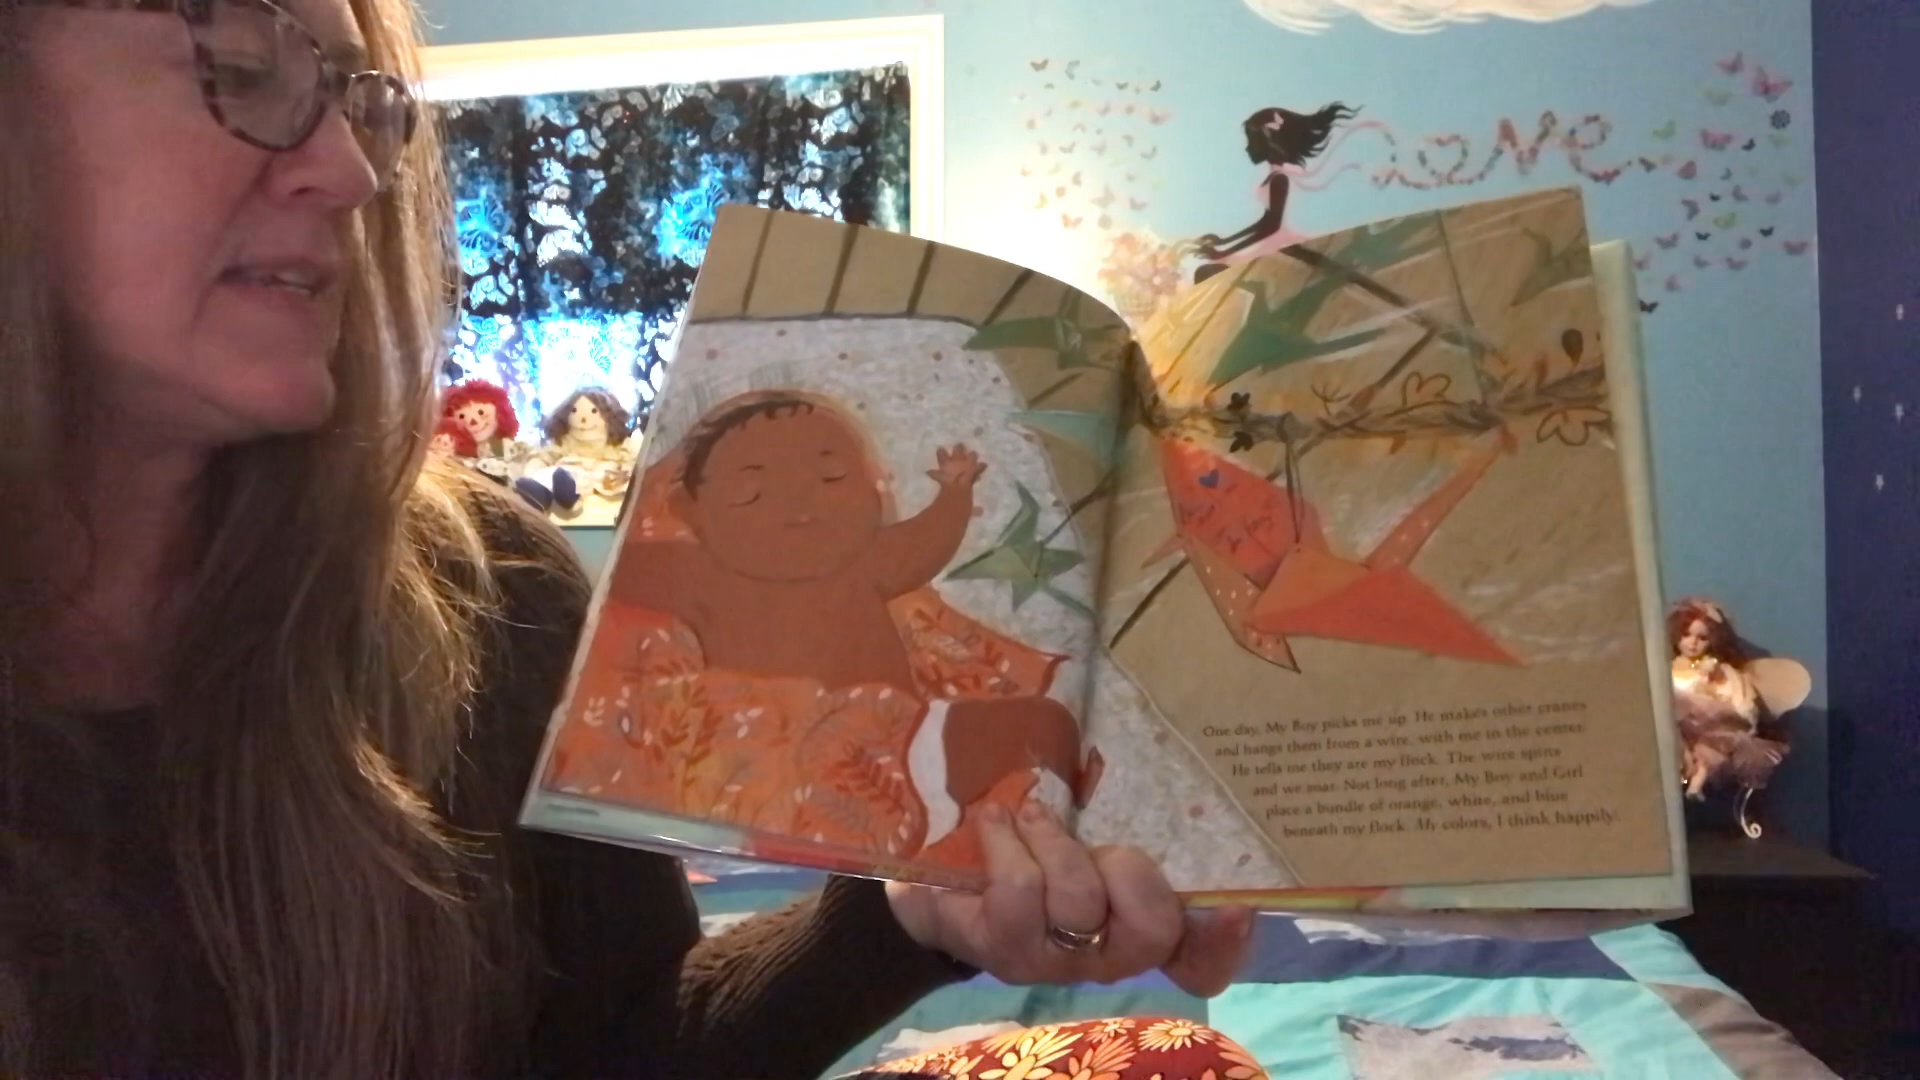 Love
One day, My Boy picks me up. He makes other cranes
and hangs them from a wire, with me in the center.
He tells me they are my flock. The wire spins
and we soar. Not long after, My Boy and Girl
place a bundle of orange, white, and blue
beneath my flock. My colors, I think happily.